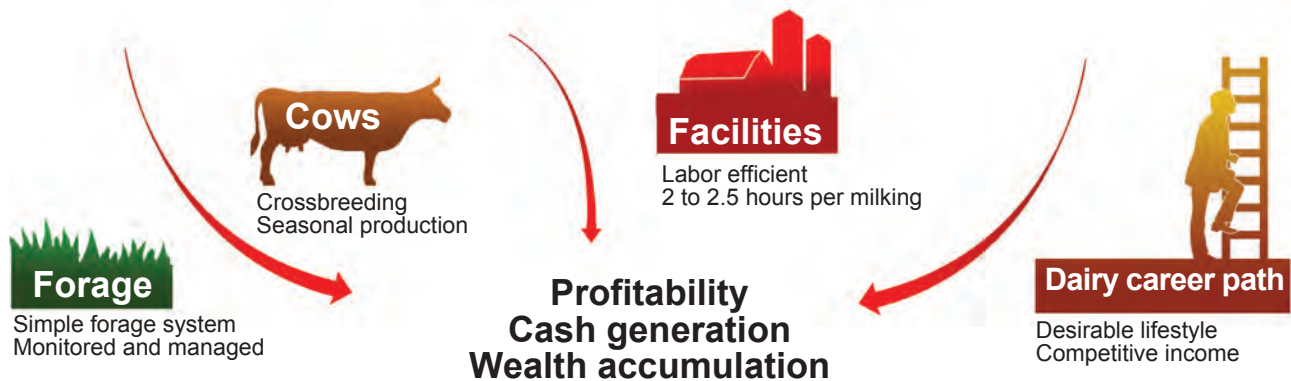 Cows
Crossbreeding
Seasonal production
Facilities
Labor efficient
2 to 2.5 hours per milking
Forage
Simple forage system
Monitored and managed
Profitability
Cash generation
Wealth accumulation
Dairy career path
Desirable lifestyle
Competitive income